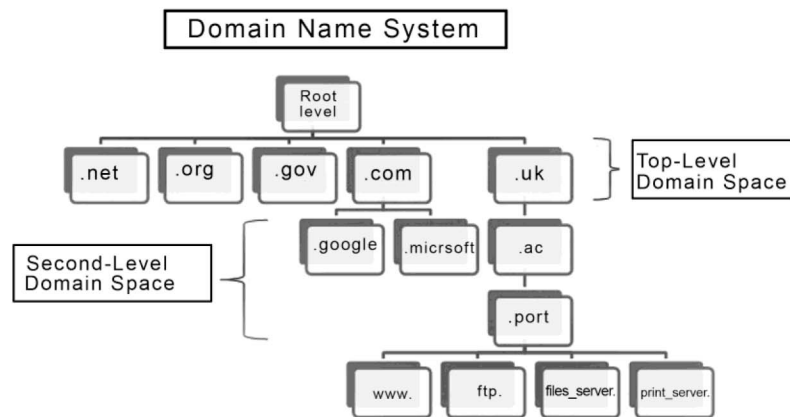 Domain Name System
Root
level
.net
.org
.gov
.com
.uk
Top-Level
Domain Space
.google
.micrsoft
.ac
Second-Level
Domain Space
.port
www.
ftp.
files_server.
print_server.